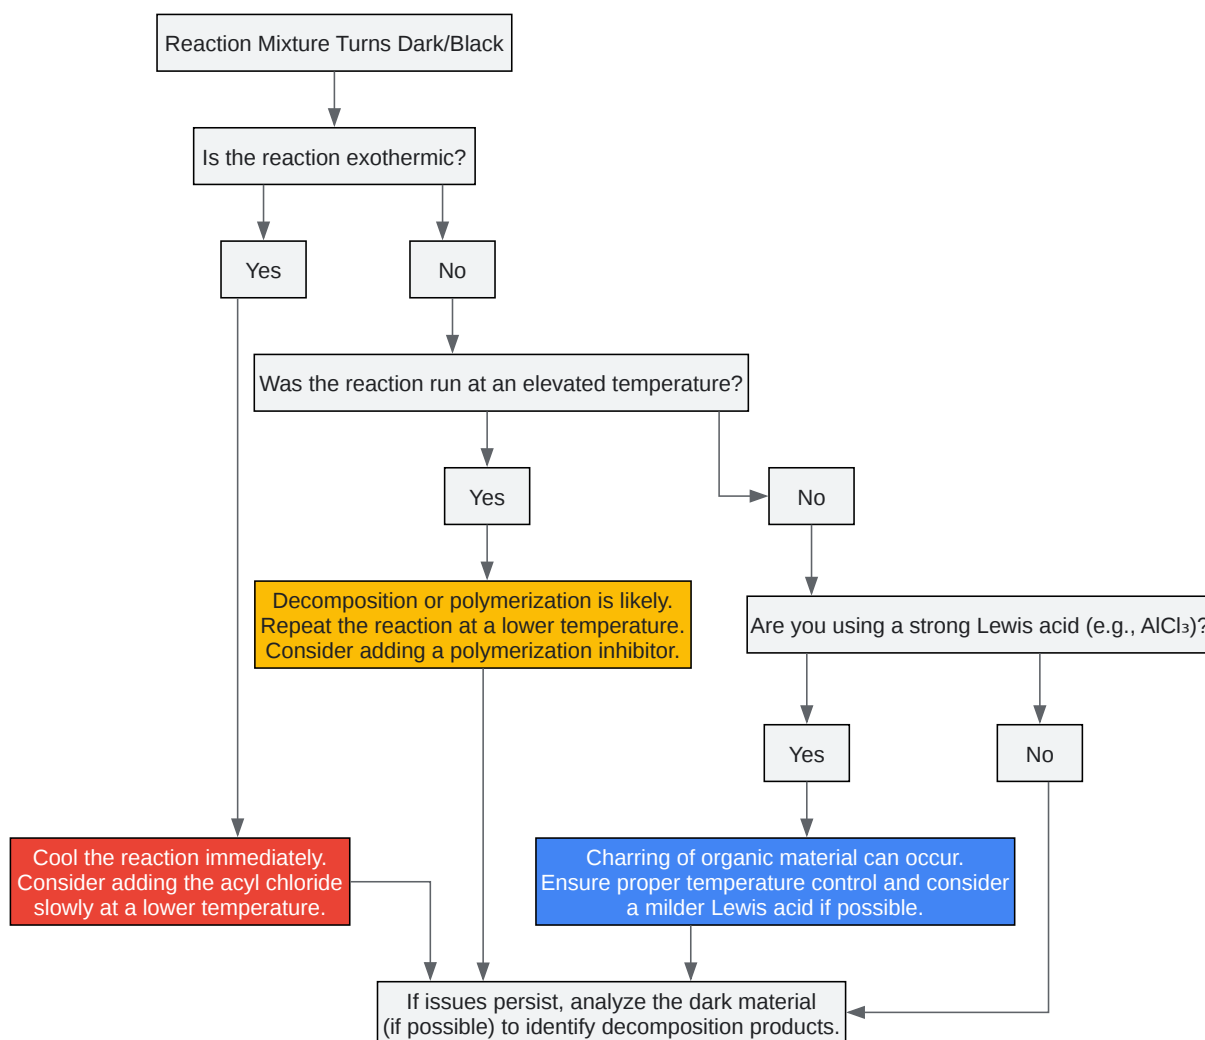 Reaction Mixture Turns Dark/Black
Is the reaction exothermic?
Yes
No
Was the reaction run at an elevated temperature?
Yes
No
Decomposition or polymerization is likely.
Repeat the reaction at a lower temperature.
Consider adding a polymerization inhibitor.
Are you using a strong Lewis acid (e.g., AlCl₃)?
Yes
No
Cool the reaction immediately.
Consider adding the acyl chloride
slowly at a lower temperature.
Charring of organic material can occur.
Ensure proper temperature control and consider
a milder Lewis acid if possible.
If issues persist, analyze the dark material
(if possible) to identify decomposition products.